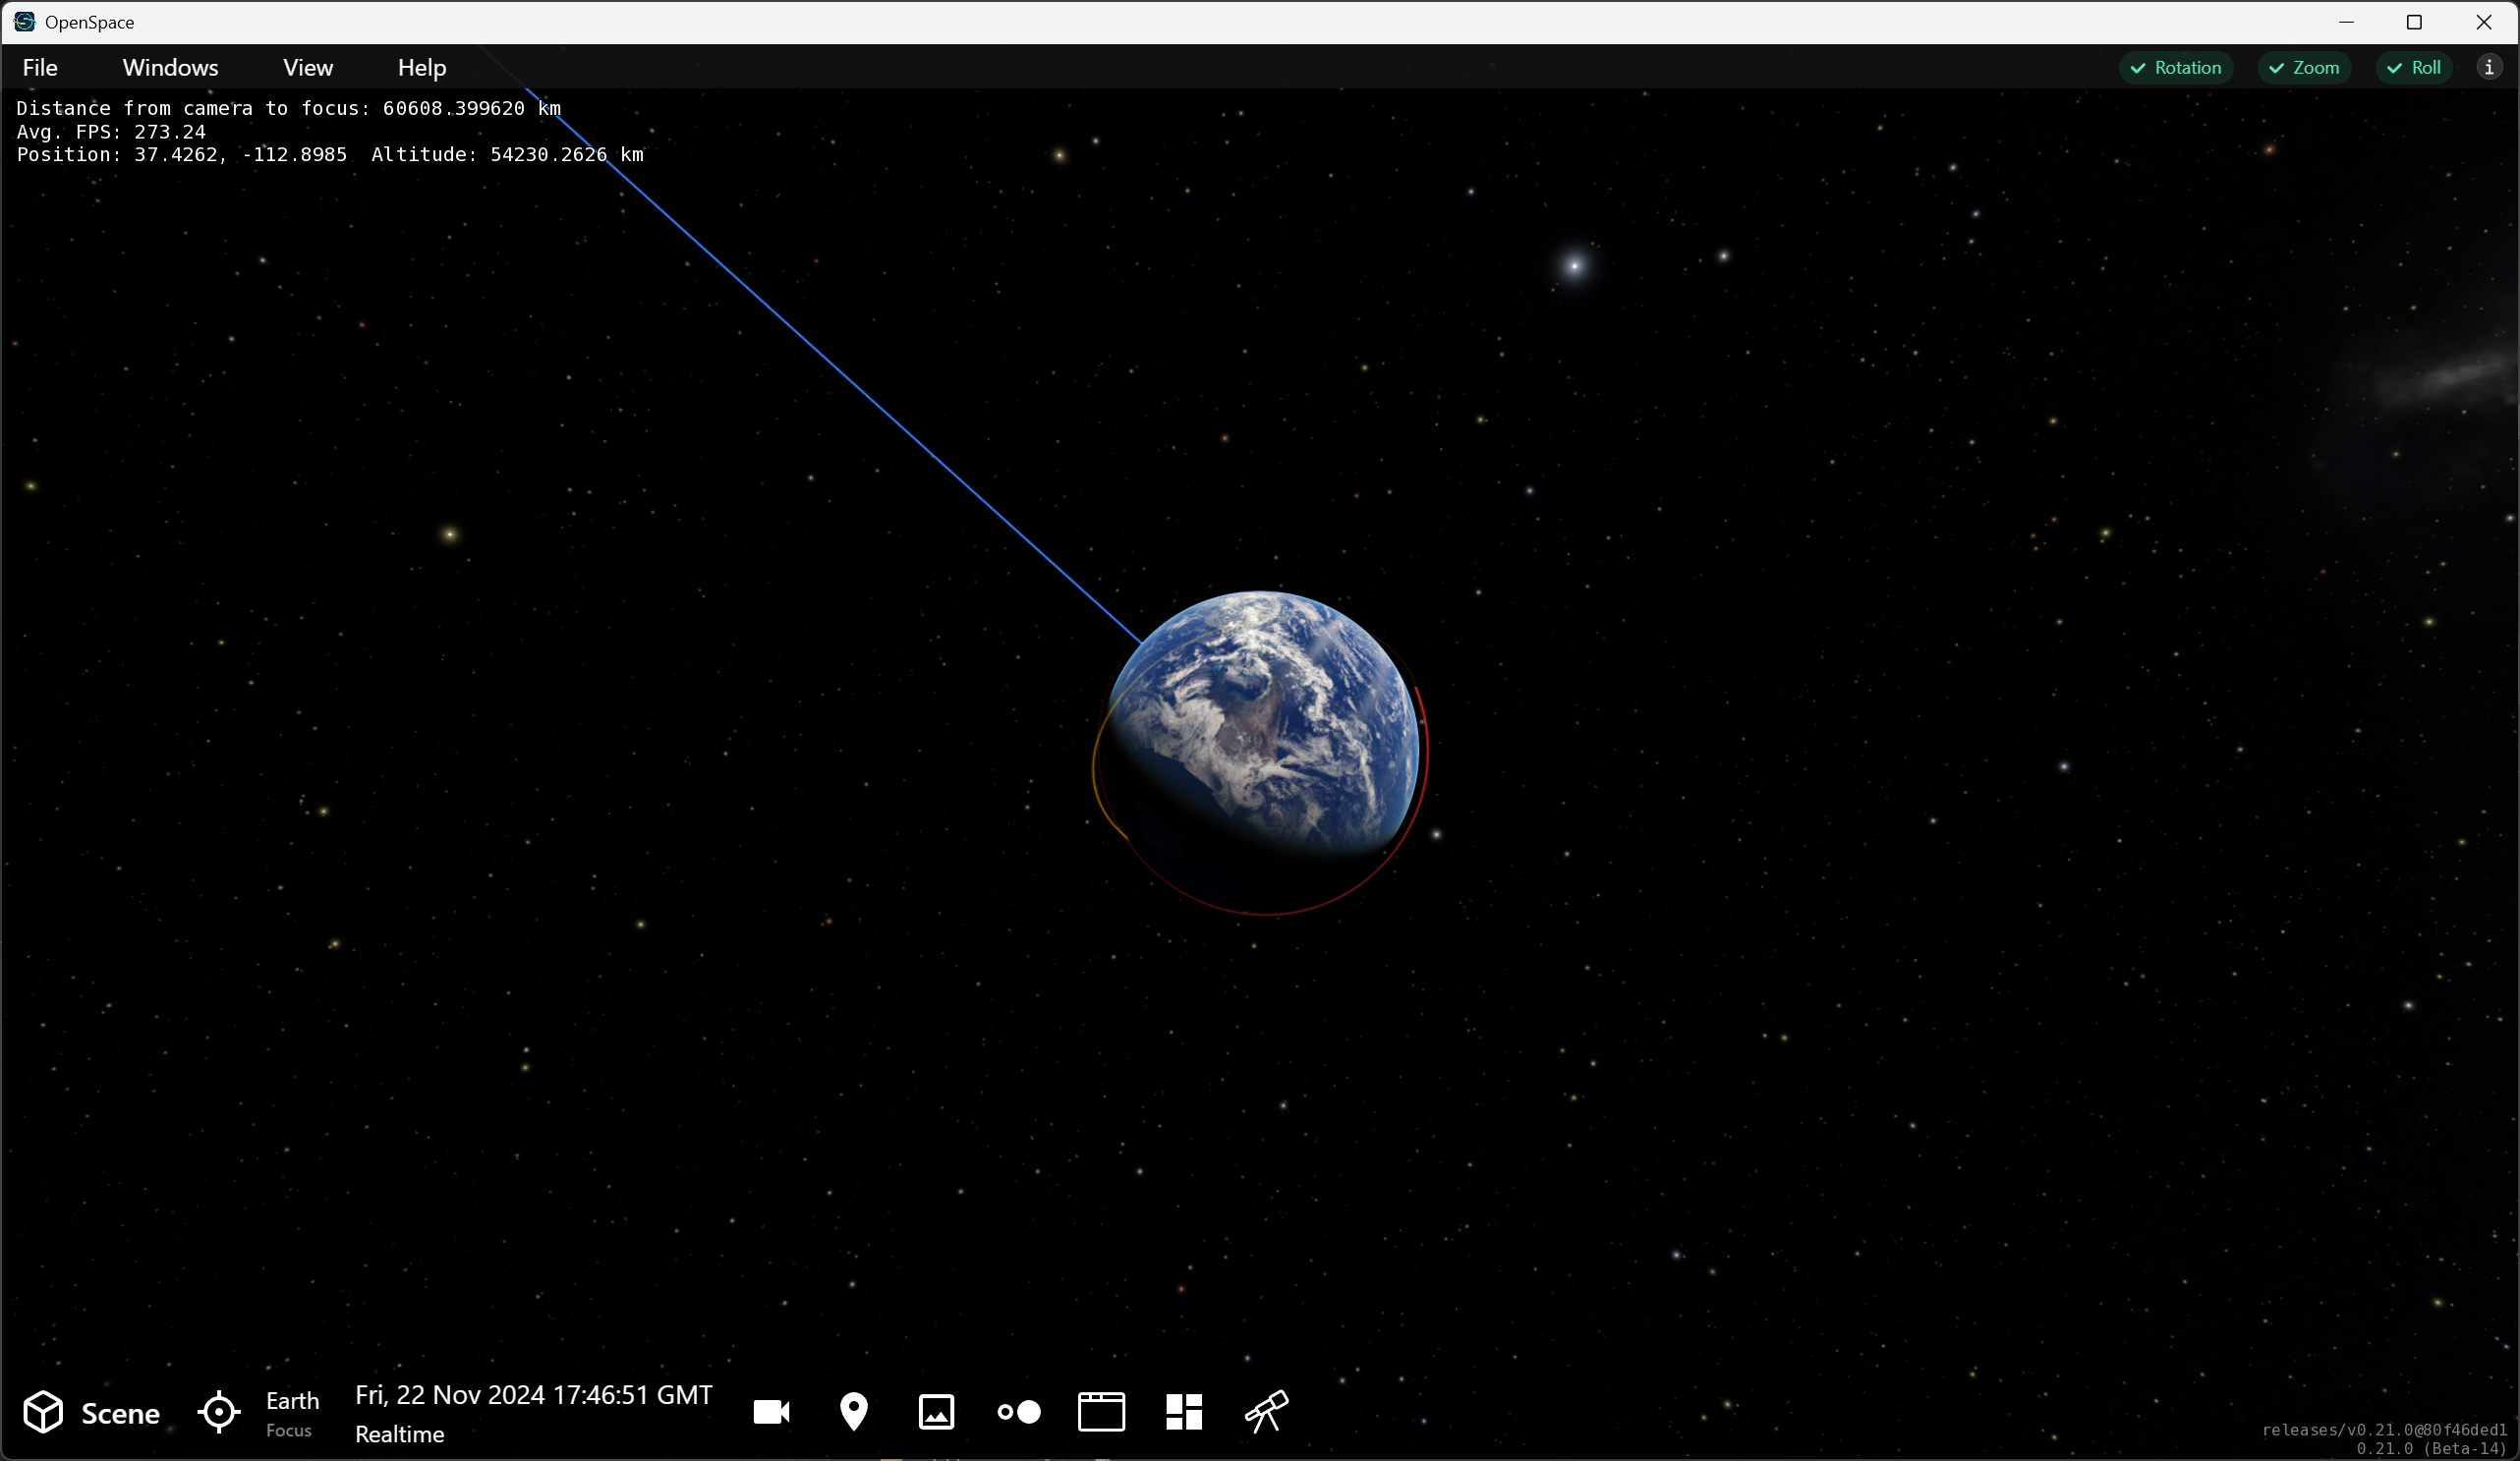 OpenSpace
File Windows View Help Rotation Zoom Roll
Distance from camera to focus: 60608.399620 km
Avg. FPS: 273.24
Position: 37.4262, -112.8985 Altitude: 54230.2626 km
Scene
Earth
Focus
Fri, 22 Nov 2024 17:46:51 GMT
Realtime
releases/v0.21.0@80f46ded1
0.21.0 (Beta-14)